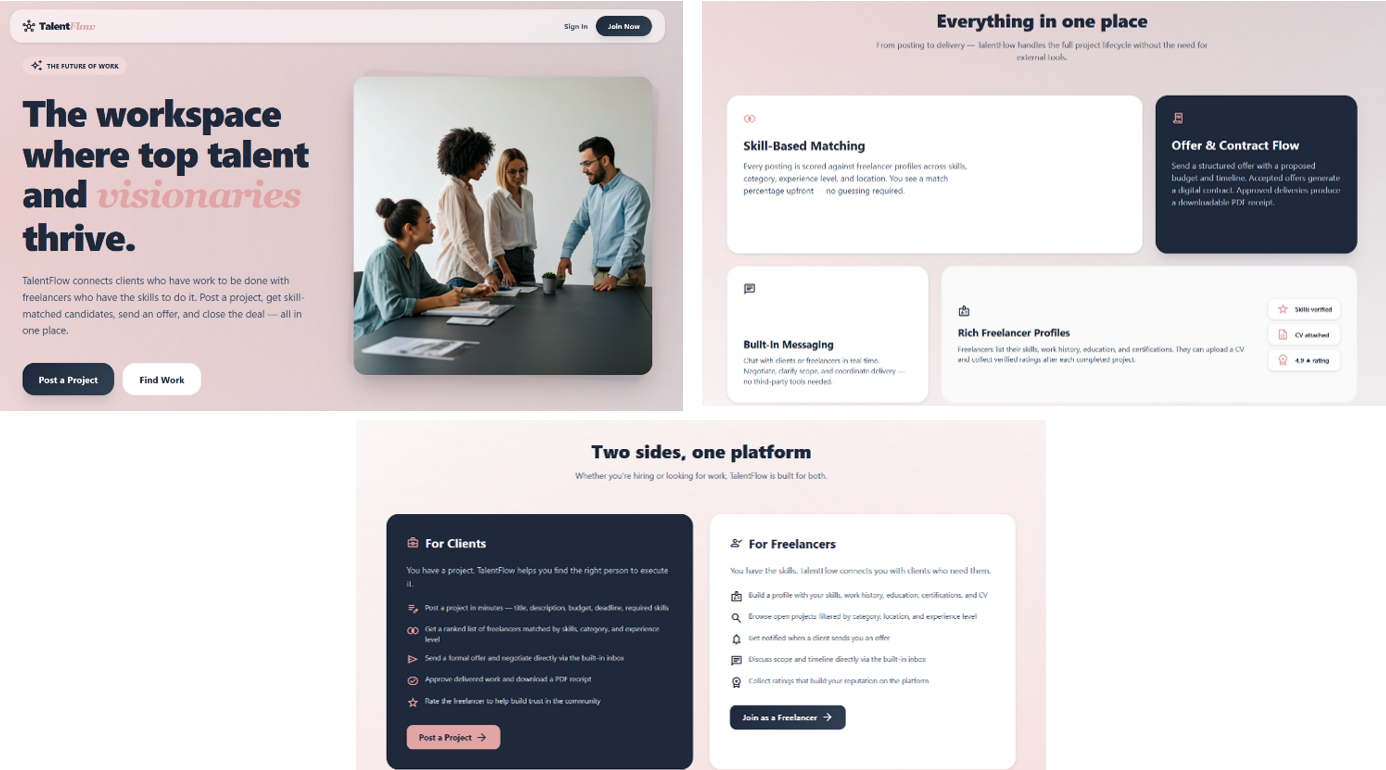 TalentFlow
Sign In
Join Now
THE FUTURE OF WORK
The workspace
where top talent
and visionaries
thrive.
TalentFlow connects clients who have work to be done with
freelancers who have the skills to do it. Post a project, get skill-
matched candidates, send an offer, and close the deal — all in
one place.
Post a Project
Find Work
Everything in one place
From posting to delivery — TalentFlow handles the full project lifecycle without the need for
external tools.
Skill-Based Matching
Every posting is scored against freelancer profiles across skills,
category, experience level, and location. You see a match
percentage upfront no guessing required.
Offer & Contract Flow
Send a structured offer with a proposed
budget and timeline. Accepted offers generate
a digital contract. Approved deliveries produce
a downloadable PDF receipt.
Built-In Messaging
Chat with clients or freelancers in real time.
Negotiate, clarify scope, and coordinate delivery —
no third-party tools needed.
Rich Freelancer Profiles
Freelancers list their skills, work history, education, and certifications. They can upload a CV
and collect verified ratings after each completed project.
Skills verified
CV attached
4.9 ★ rating
Two sides, one platform
Whether you're hiring or looking for work, TalentFlow is built for both.
For Clients
You have a project. TalentFlow helps you find the right person to execute
it.
Post a project in minutes — title, description, budget, deadline, required skills
Get a ranked list of freelancers matched by skills, category, and experience
level
Send a formal offer and negotiate directly via the built-in inbox
Approve delivered work and download a PDF receipt
Rate the freelancer to help build trust in the community
Post a Project →
For Freelancers
You have the skills. TalentFlow connects you with clients who need them.
Build a profile with your skills, work history, education, certifications, and CV
Browse open projects filtered by category, location, and experience level
Get notified when a client sends you an offer
Discuss scope and timeline directly via the built-in inbox
Collect ratings that build your reputation on the platform
Join as a Freelancer →